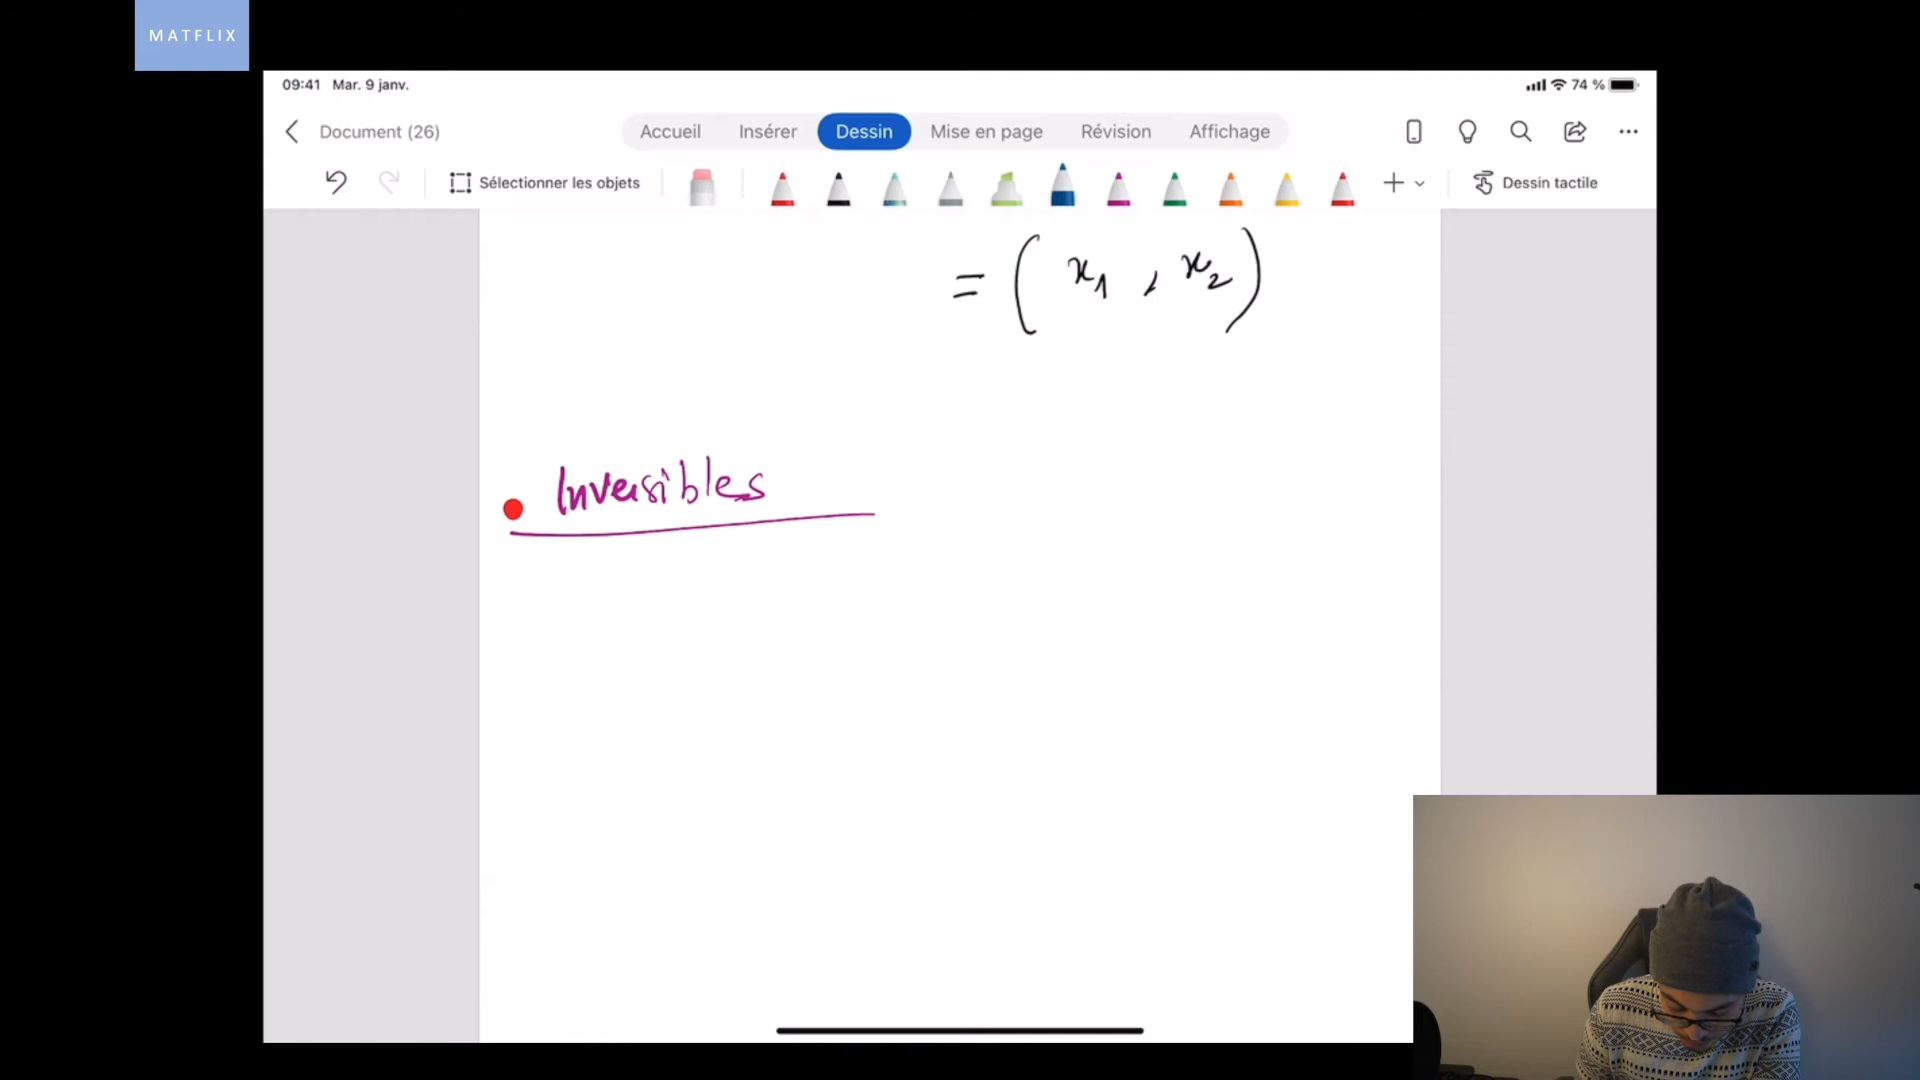 MATFLIX
09:41 Mar. 9 janv. 74 %
Document (26) Accueil Insérer Dessin Mise en page Révision Affichage
Sélectionner les objets Dessin tactile
= ( x₁ , x₂ )
Inversibles